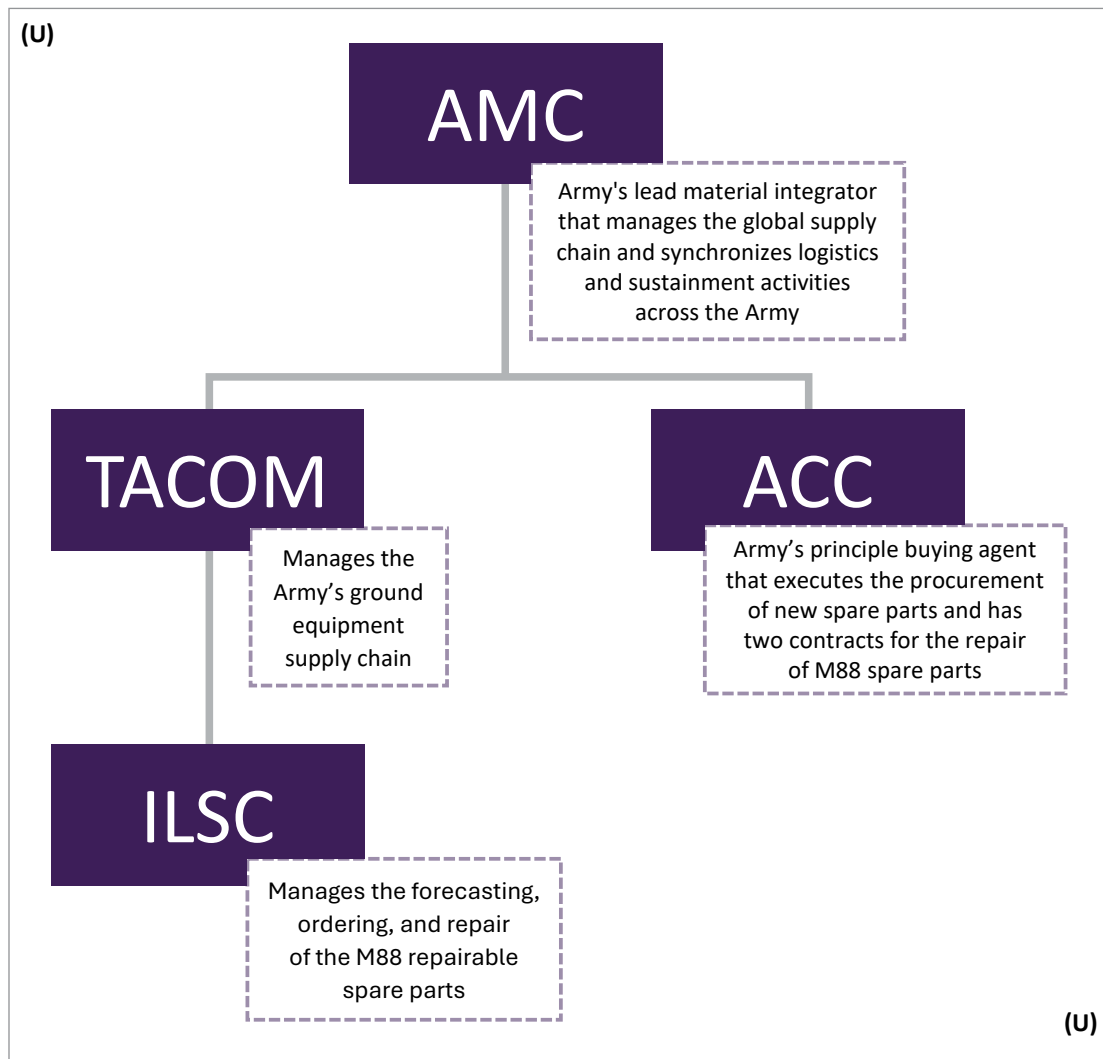 (U)
AMC
Army's lead material integrator
that manages the global supply
chain and synchronizes logistics
and sustainment activities
across the Army
TACOM
Manages the
Army’s ground
equipment
supply chain
ACC
Army’s principle buying agent
that executes the procurement
of new spare parts and has
two contracts for the repair
of M88 spare parts
ILSC
Manages the forecasting,
ordering, and repair
of the M88 repairable
spare parts
(U)